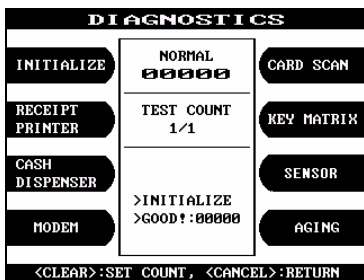 DIAGNOSTICS
INITIALIZE
RECEIPT
PRINTER
CASH
DISPENSER
MODEM
NORMAL
00000
TEST COUNT
1/1
>INITIALIZE
>GOOD!:00000
CARD SCAN
KEY MATRIX
SENSOR
AGING
<CLEAR>:SET COUNT, <CANCEL>:RETURN